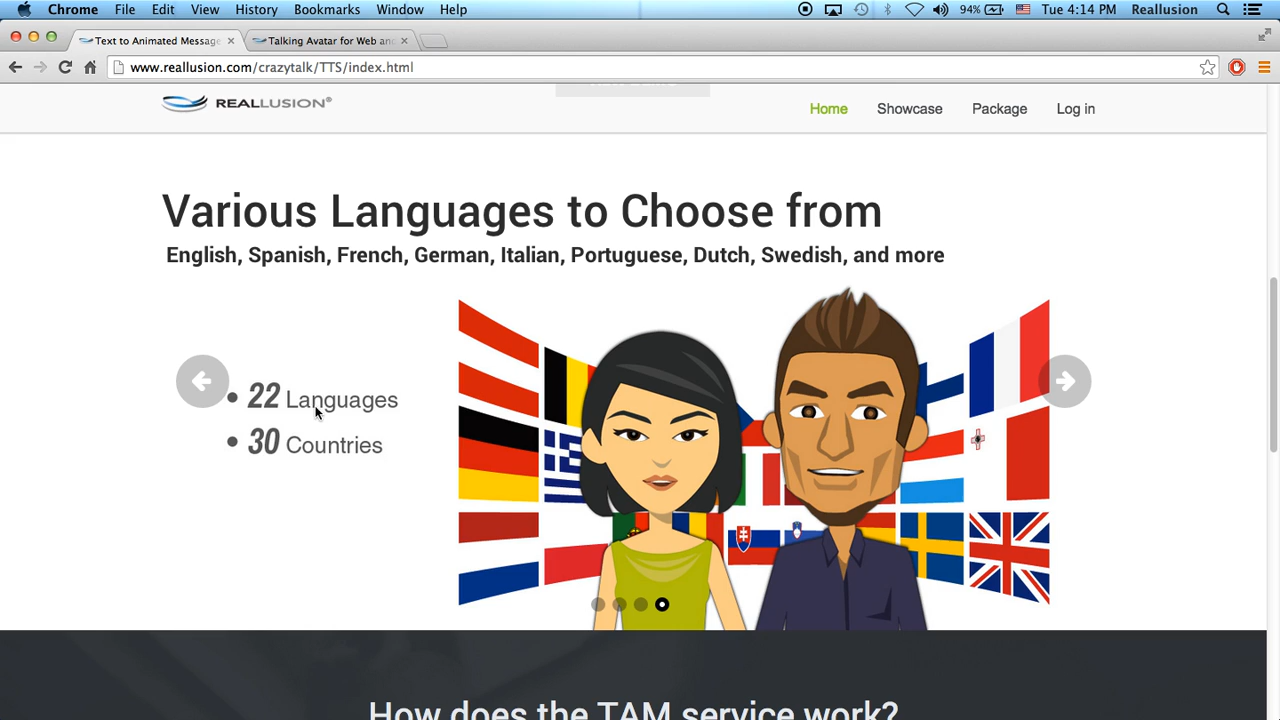 Chrome File Edit View History Bookmarks Window Help 94% Tue 4:14 PM Reallusion
Text to Animated Message
Talking Avatar for Web and
www.reallusion.com/crazytalk/TTS/index.html
REALLUSION®
Home Showcase Package Log in
Various Languages to Choose from
English, Spanish, French, German, Italian, Portuguese, Dutch, Swedish, and more
• 22 Languages
• 30 Countries
How does the TAM service work?